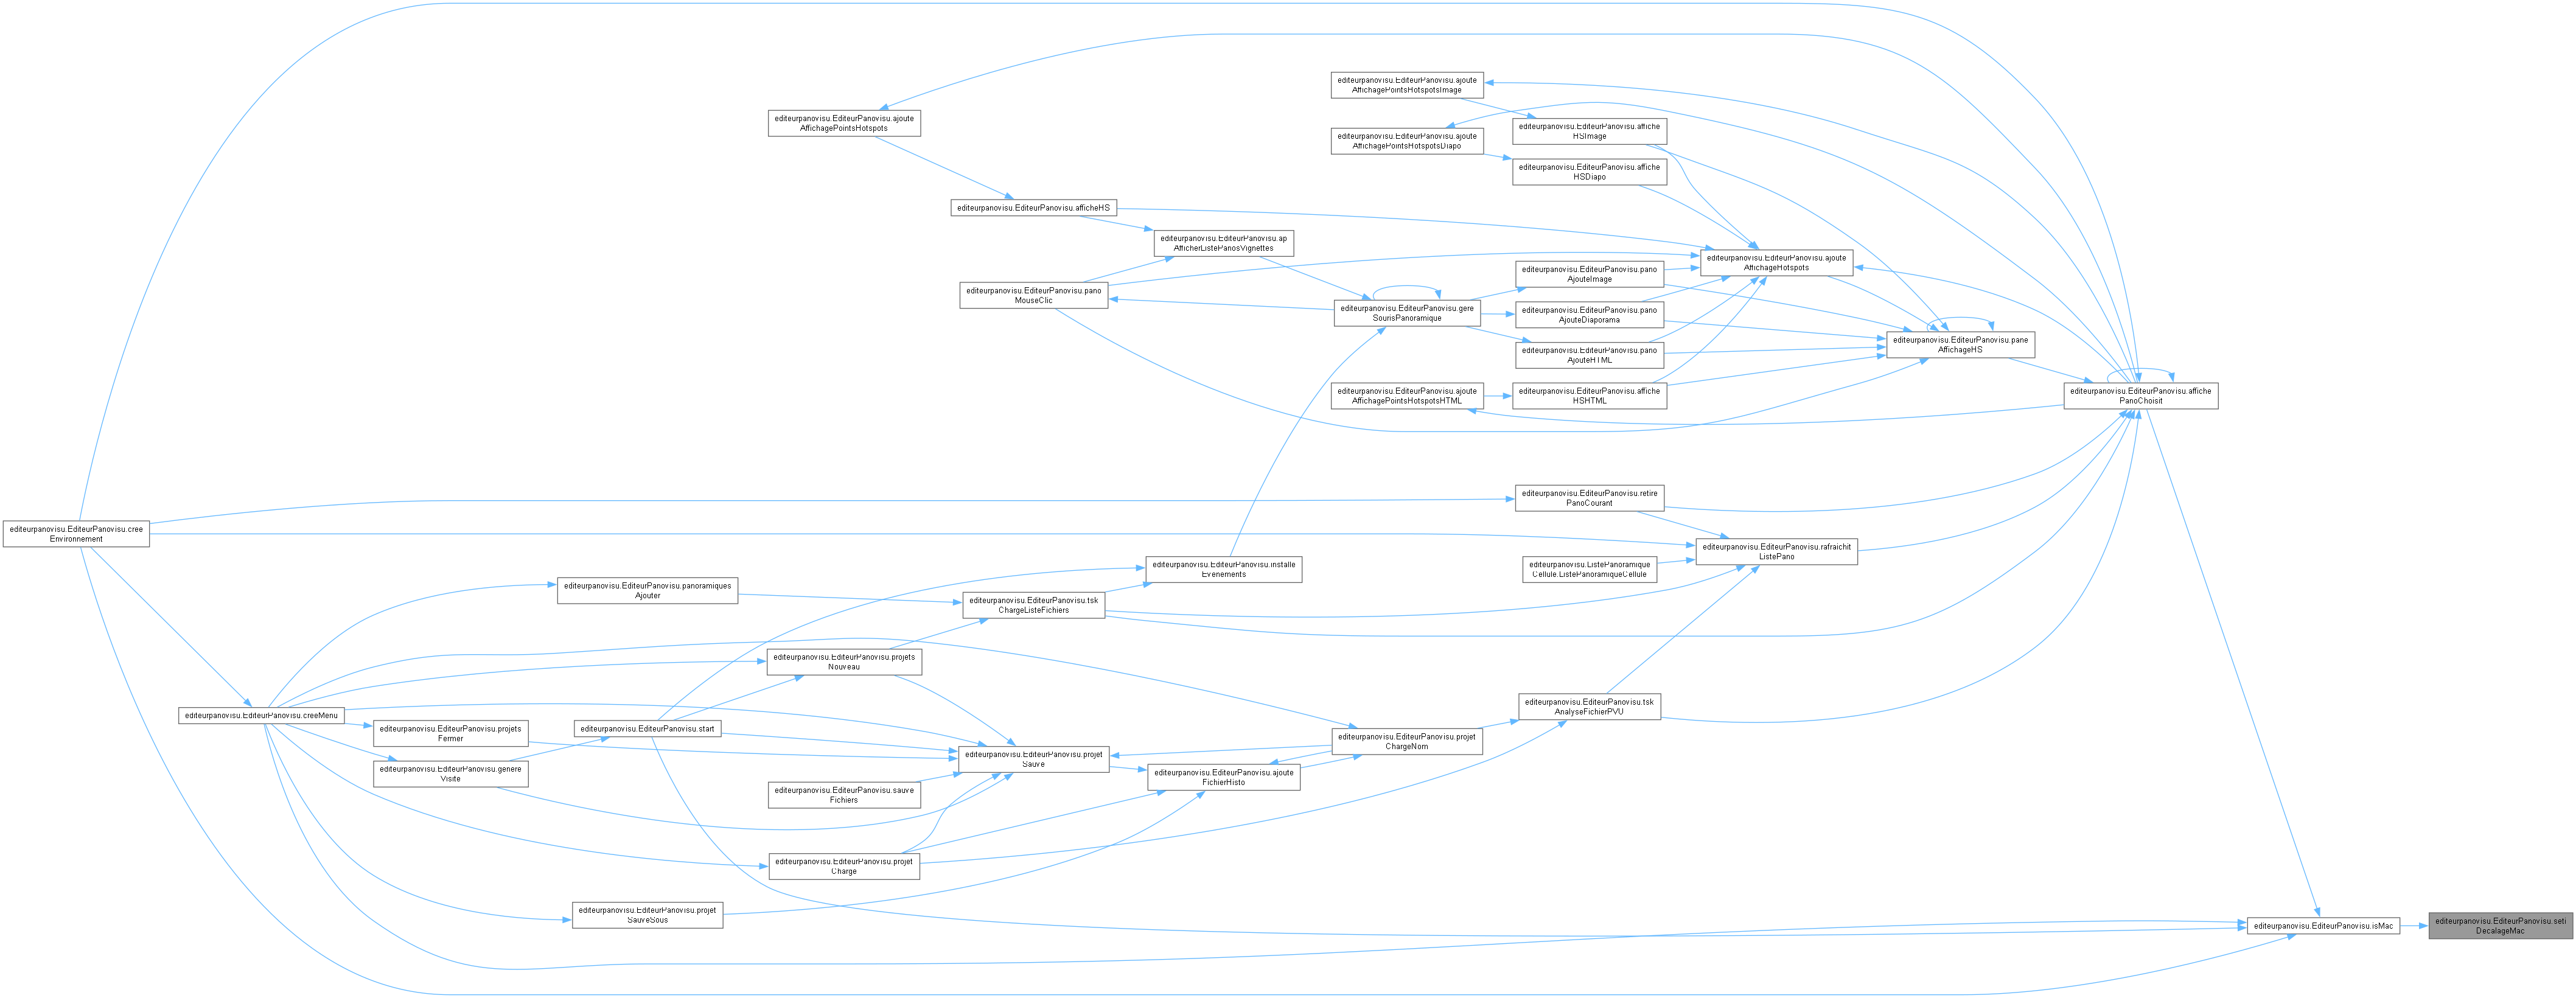 editeurpanovisu.EditeurPanovisu.ajoute
AffichagePointsHotspotsImage
editeurpanovisu.EditeurPanovisu.ajoute
AffichagePointsHotspots
editeurpanovisu.EditeurPanovisu.affiche
HSImage
editeurpanovisu.EditeurPanovisu.ajoute
AffichagePointsHotspotsDiapo
editeurpanovisu.EditeurPanovisu.affiche
HSDiapo
editeurpanovisu.EditeurPanovisu.afficheHS
editeurpanovisu.EditeurPanovisu.ap
AfficherListePanosVignettes
editeurpanovisu.EditeurPanovisu.ajoute
AffichageHotspots
editeurpanovisu.EditeurPanovisu.pano
AjouteImage
editeurpanovisu.EditeurPanovisu.pano
MouseClic
editeurpanovisu.EditeurPanovisu.gere
SourisPanoramique
editeurpanovisu.EditeurPanovisu.pano
AjouteDiaporama
editeurpanovisu.EditeurPanovisu.pane
AffichageHS
editeurpanovisu.EditeurPanovisu.pano
AjouteHTML
editeurpanovisu.EditeurPanovisu.ajoute
AffichagePointsHotspotsHTML
editeurpanovisu.EditeurPanovisu.affiche
HSHTML
editeurpanovisu.EditeurPanovisu.affiche
PanoChoisit
editeurpanovisu.EditeurPanovisu.retire
PanoCourant
editeurpanovisu.EditeurPanovisu.cree
Environnement
editeurpanovisu.EditeurPanovisu.rafraichit
ListePano
editeurpanovisu.EditeurPanovisu.installe
Evenements
editeurpanovisu.ListePanoramique
Cellule.ListePanoramiqueCellule
editeurpanovisu.EditeurPanovisu.panoramiques
Ajouter
editeurpanovisu.EditeurPanovisu.tsk
ChargeListeFichiers
editeurpanovisu.EditeurPanovisu.projets
Nouveau
editeurpanovisu.EditeurPanovisu.tsk
AnalyseFichierPVU
editeurpanovisu.EditeurPanovisu.creeMenu
editeurpanovisu.EditeurPanovisu.projets
Fermer
editeurpanovisu.EditeurPanovisu.start
editeurpanovisu.EditeurPanovisu.projet
ChargeNom
editeurpanovisu.EditeurPanovisu.projet
Sauve
editeurpanovisu.EditeurPanovisu.genere
Visite
editeurpanovisu.EditeurPanovisu.ajoute
FichierHisto
editeurpanovisu.EditeurPanovisu.sauve
Fichiers
editeurpanovisu.EditeurPanovisu.projet
Charge
editeurpanovisu.EditeurPanovisu.projet
SauveSous
editeurpanovisu.EditeurPanovisu.isMac
editeurpanovisu.EditeurPanovisu.seti
DecalageMac